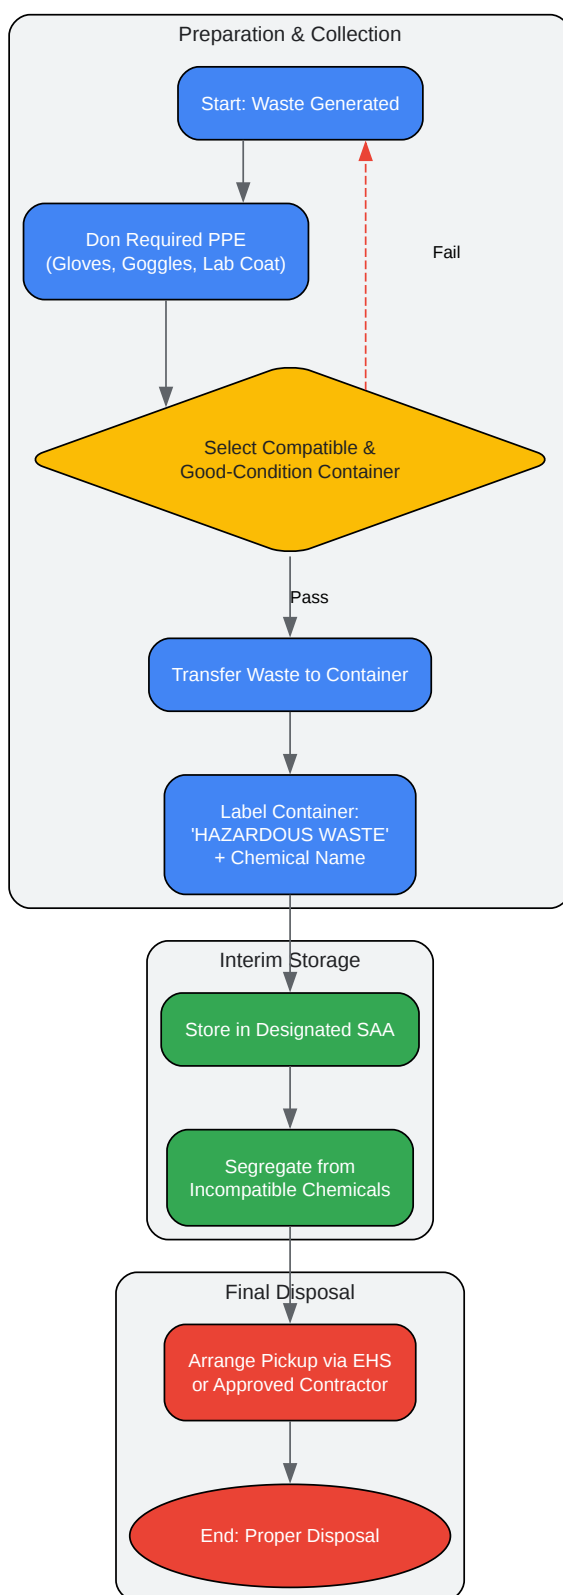 Preparation & Collection
Start: Waste Generated
Don Required PPE
(Gloves, Goggles, Lab Coat)
Fail
Select Compatible &
Good-Condition Container
Pass
Transfer Waste to Container
Label Container:
'HAZARDOUS WASTE'
+ Chemical Name
Interim Storage
Store in Designated SAA
Segregate from
Incompatible Chemicals
Final Disposal
Arrange Pickup via EHS
or Approved Contractor
End: Proper Disposal